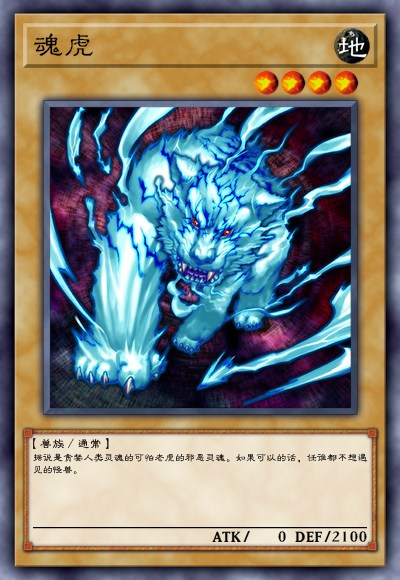 魂虎
地
【兽族／通常】
据说是贪婪人类灵魂的可怕老虎的邪恶灵魂。如果可以的话，任谁都不想遇
见的怪兽。
ATK/ 0 DEF/2100